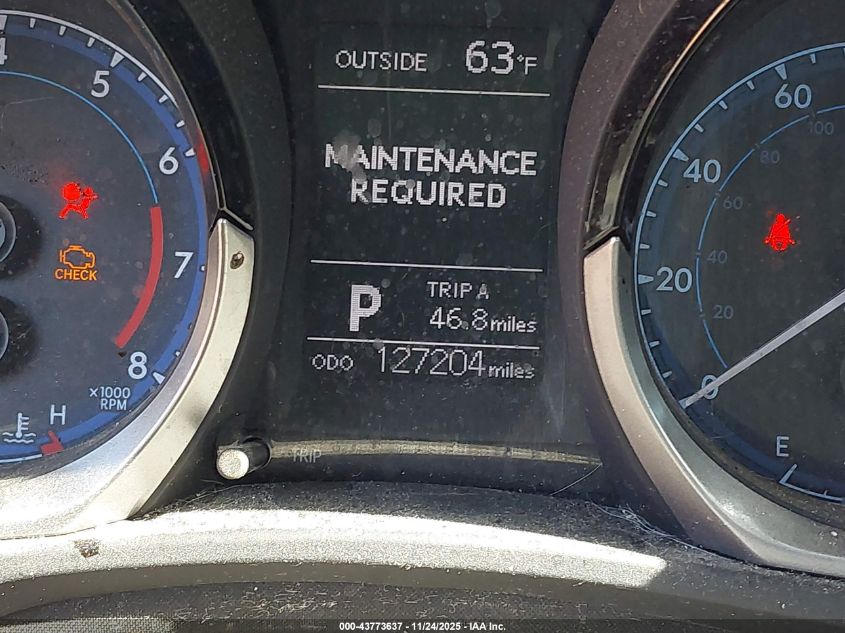 OUTSIDE 63°F
MAINTENANCE
REQUIRED
P
TRIP A
46.8 miles
ODO 127204 miles
4
5
6
7
8
x1000
RPM
CHECK
H
TRIP
0
20
40
60
20
40
60
80
100
E
000-43773637 - 11/24/2025 - IAA Inc.